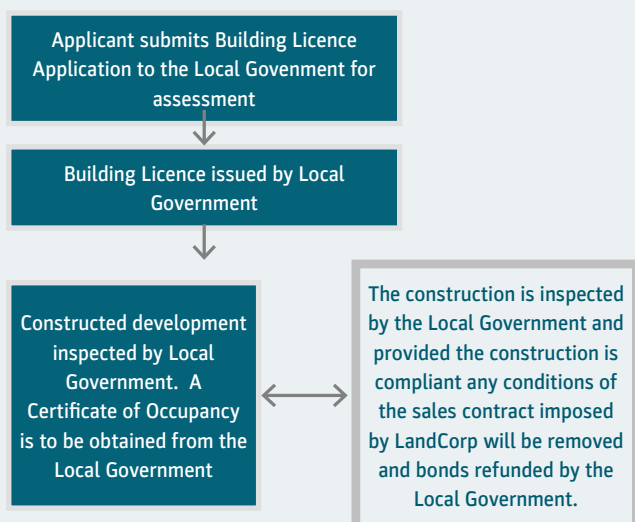 Applicant submits Building Licence
Application to the Local Govenment for
assessment
Building Licence issued by Local
Government
Constructed development
inspected by Local
Government.  A
Certificate of Occupancy
is to be obtained from the
Local Government
The construction is inspected
by the Local Government and
provided the construction is
compliant any conditions of
the sales contract imposed
by LandCorp will be removed
and bonds refunded by the
Local Government.